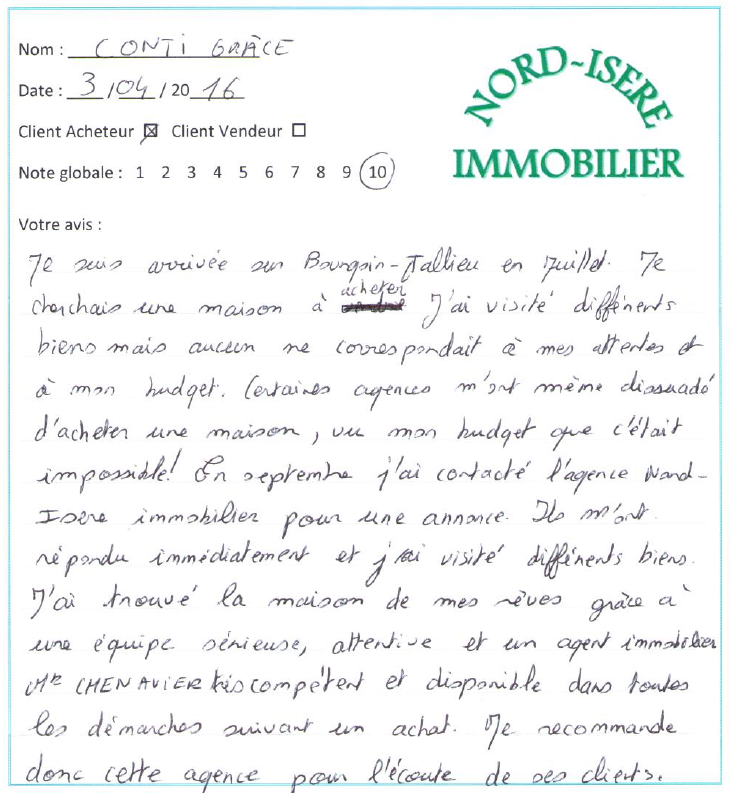 Nom : CONTI GRÂCE
Date : 3/04/2016
Client Acheteur ☒ Client Vendeur ☐
Note globale : 1 2 3 4 5 6 7 8 9 10
NORD-ISERE
IMMOBILIER
Votre avis :
Je suis arrivée sur Bourgoin-Jallieu en Juillet. Je
cherchais une maison à acheter J'ai visité différents
biens mais aucun ne correspondait à mes attentes et
à mon budget. Certaines agences m'ont même dissuadé
d'acheter une maison, vu mon budget que c'était
impossible! En septembre j'ai contacté l'agence Nord-
Isère immobilier pour une annonce. Ils m'ont
répondu immédiatement et j'ai visité différents biens.
J'ai trouvé la maison de mes rêves grâce à
une équipe sérieuse, attentive et un agent immobilier
Mr CHENAVIER très compétent et disponible dans toutes
les démarches suivant un achat. Je recommande
donc cette agence pour l'écoute de ses clients.